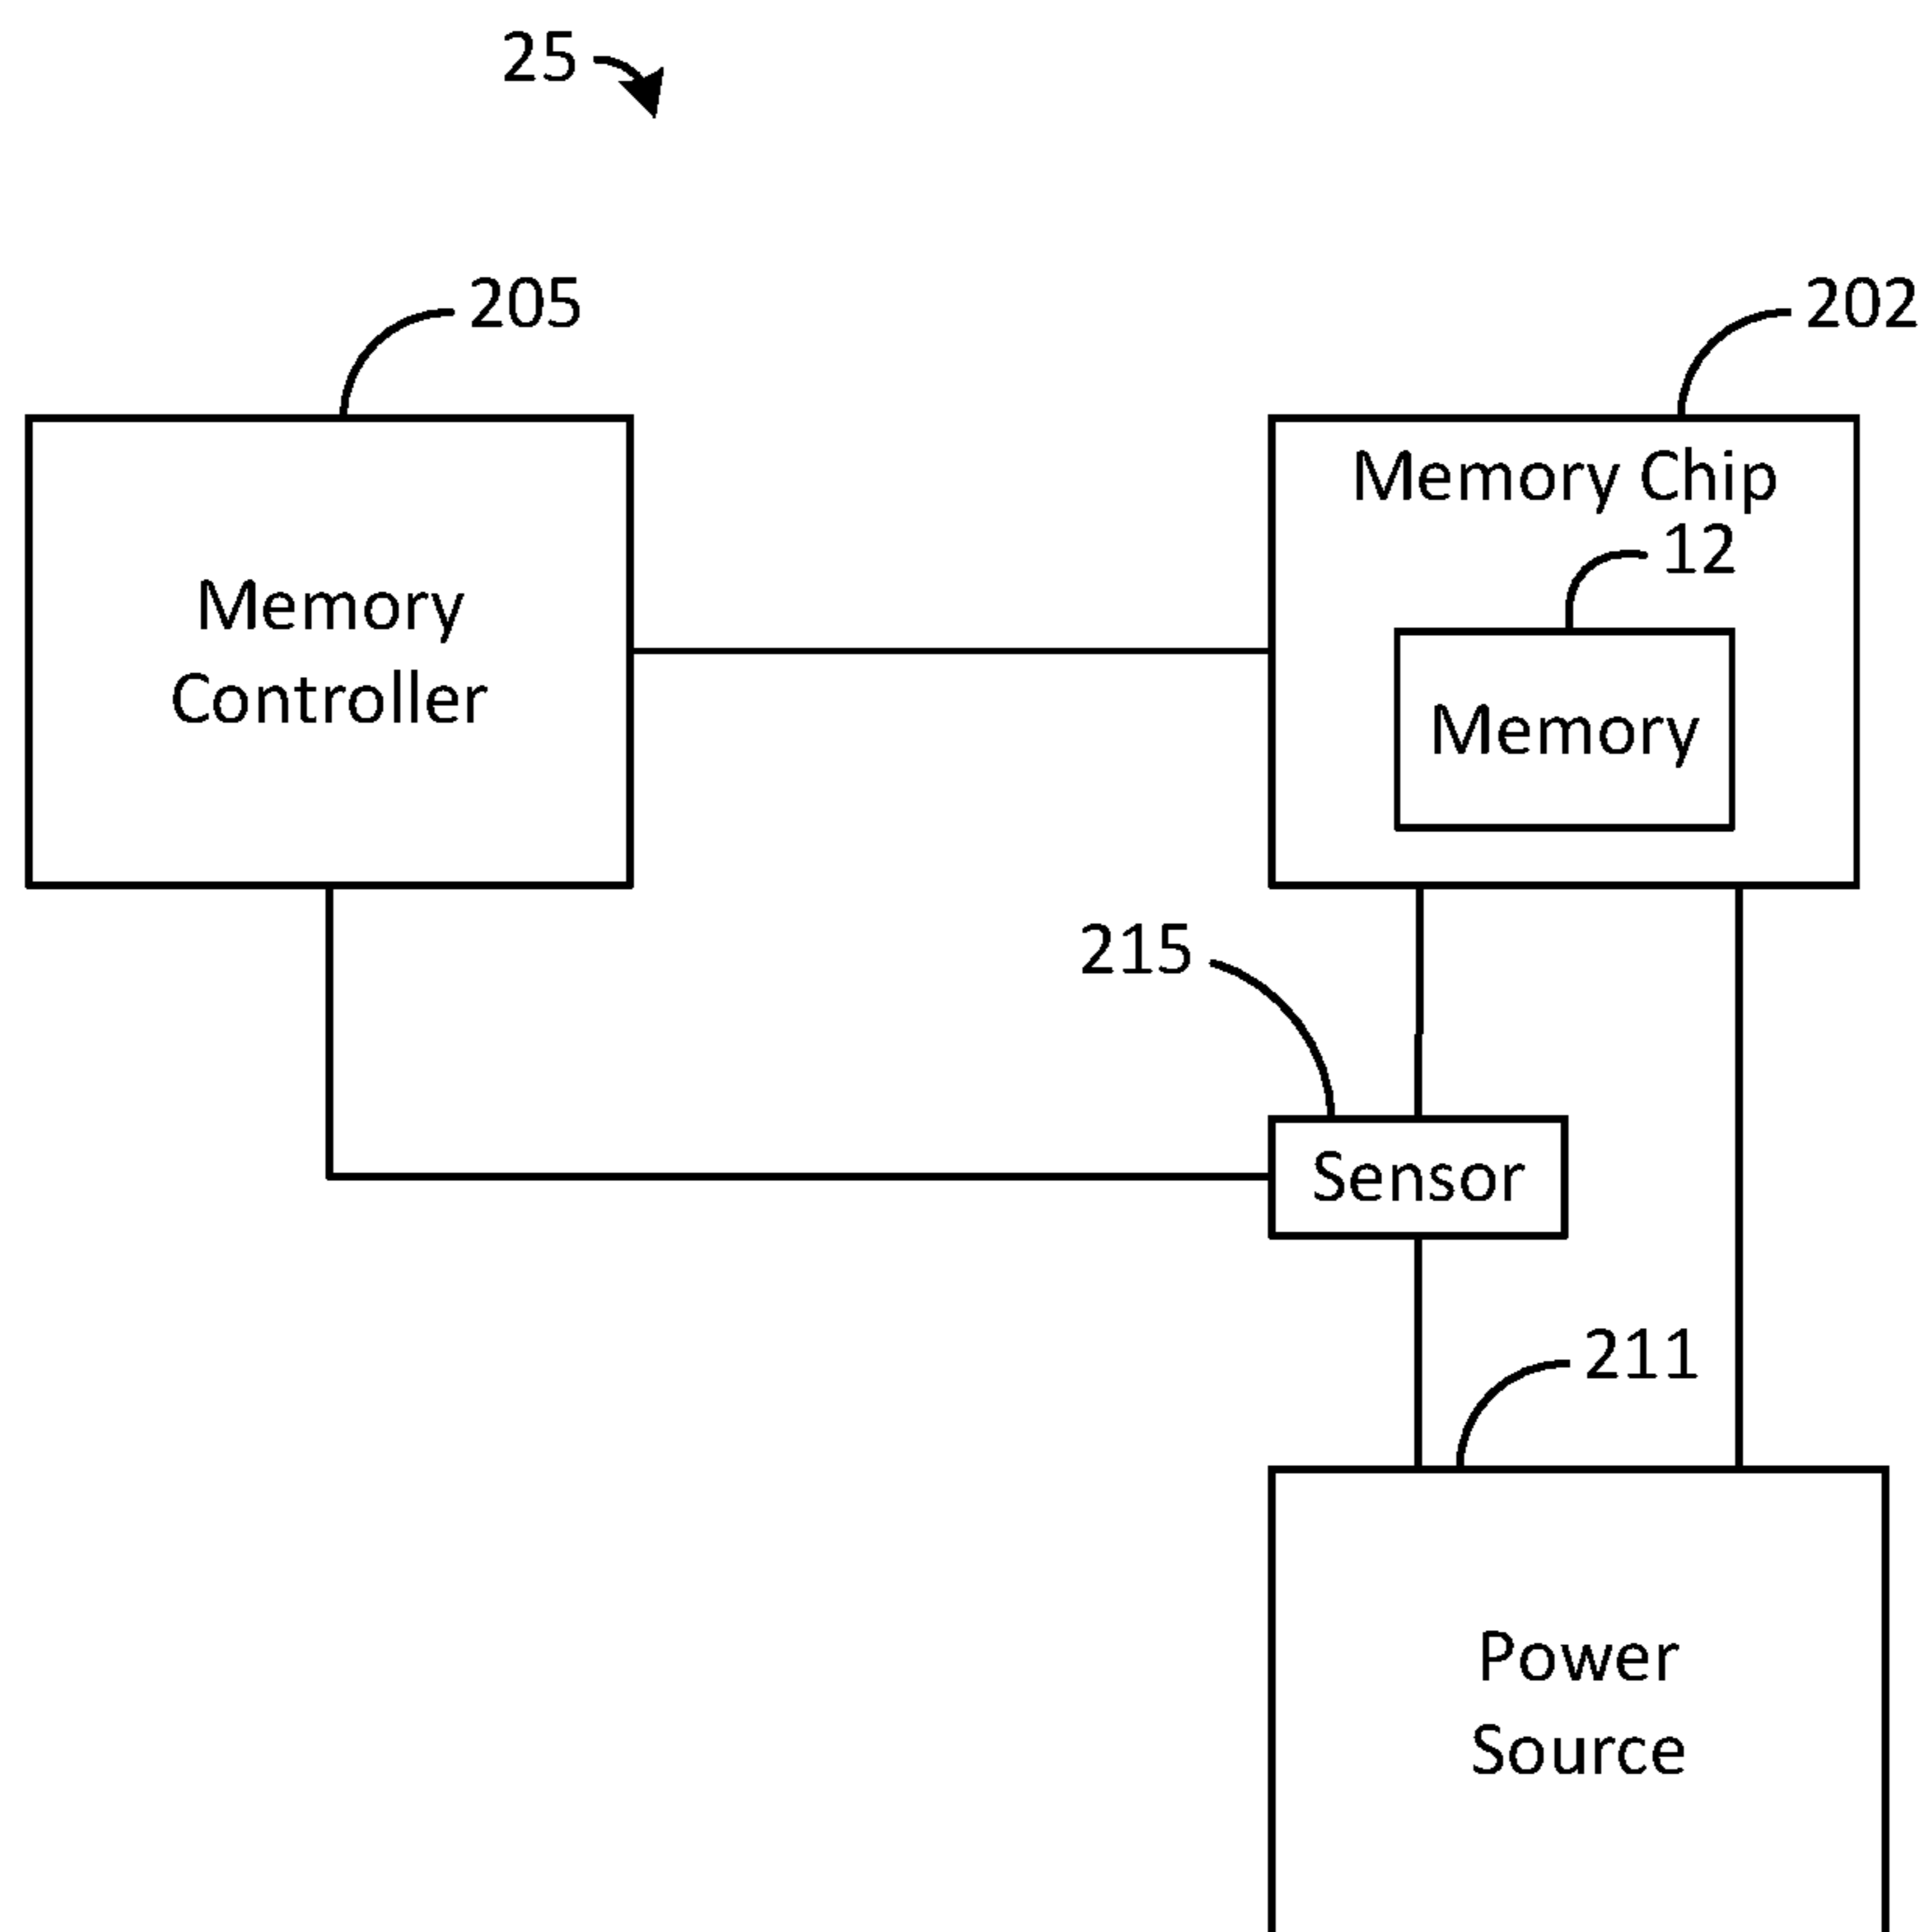 25
205
202
Memory Chip
12
Memory
Controller
Memory
215
Sensor
211
Power
Source